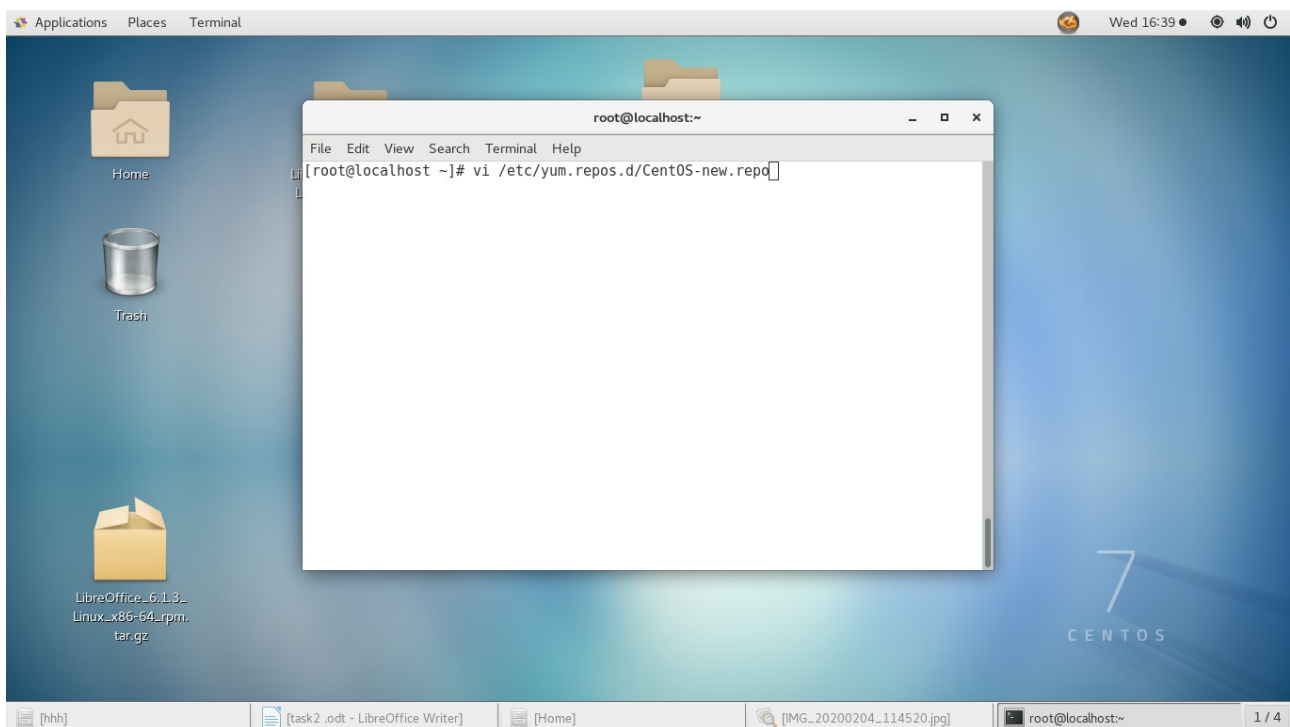 Applications Places Terminal Wed 16:39
root@localhost:~
File Edit View Search Terminal Help
[root@localhost ~]# vi /etc/yum.repos.d/CentOS-new.repo
Home
Li
L
Trash
LibreOffice_6.1.3_
Linux_x86-64_rpm.
tar.gz
7
CENTOS
[hhh] [task2 .odt - LibreOffice Writer] [Home] [IMG_20200204_114520.jpg] root@localhost:~ 1 / 4